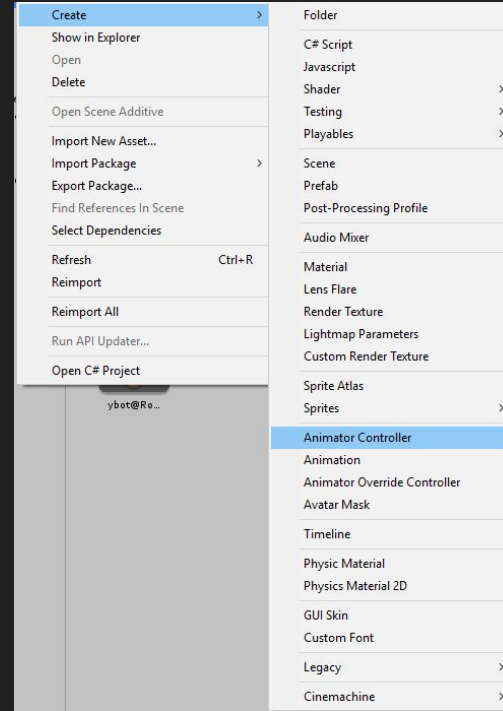 Create
Show in Explorer
Open
Delete
Open Scene Additive
Import New Asset...
Import Package
Export Package...
Find References In Scene
Select Dependencies
Refresh Ctrl+R
Reimport
Reimport All
Run API Updater...
Open C# Project
ybot@Ro...
Folder
C# Script
Javascript
Shader
Testing
Playables
Scene
Prefab
Post-Processing Profile
Audio Mixer
Material
Lens Flare
Render Texture
Lightmap Parameters
Custom Render Texture
Sprite Atlas
Sprites
Animator Controller
Animation
Animator Override Controller
Avatar Mask
Timeline
Physic Material
Physics Material 2D
GUI Skin
Custom Font
Legacy
Cinemachine